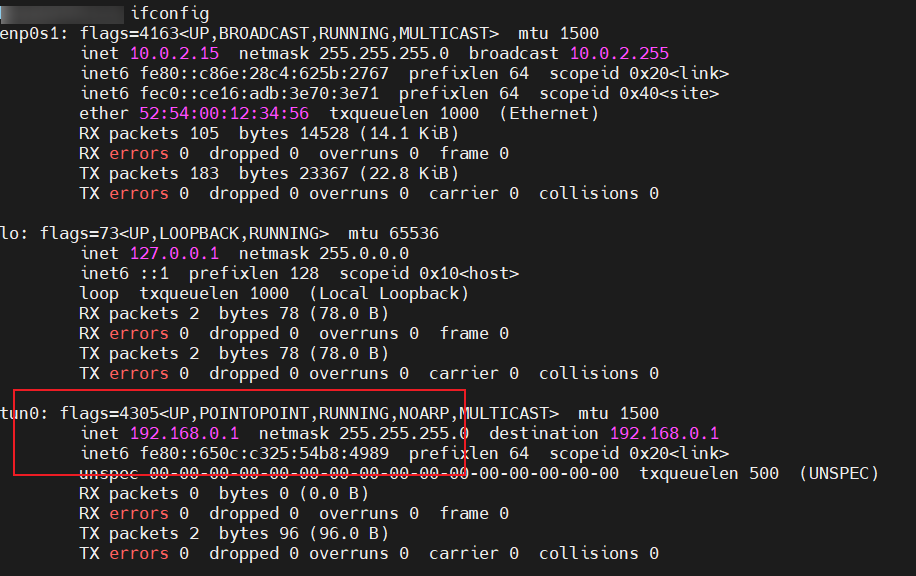 ifconfig
enp0s1: flags=4163<UP,BROADCAST,RUNNING,MULTICAST>  mtu 1500
inet 10.0.2.15  netmask 255.255.255.0  broadcast 10.0.2.255
inet6 fe80::c86e:28c4:625b:2767  prefixlen 64  scopeid 0x20<link>
inet6 fec0::ce16:adb:3e70:3e71  prefixlen 64  scopeid 0x40<site>
ether 52:54:00:12:34:56  txqueuelen 1000  (Ethernet)
RX packets 105  bytes 14528 (14.1 KiB)
RX errors 0  dropped 0  overruns 0  frame 0
TX packets 183  bytes 23367 (22.8 KiB)
TX errors 0  dropped 0 overruns 0  carrier 0  collisions 0
lo: flags=73<UP,LOOPBACK,RUNNING>  mtu 65536
inet 127.0.0.1  netmask 255.0.0.0
inet6 ::1  prefixlen 128  scopeid 0x10<host>
loop  txqueuelen 1000  (Local Loopback)
RX packets 2  bytes 78 (78.0 B)
RX errors 0  dropped 0  overruns 0  frame 0
TX packets 2  bytes 78 (78.0 B)
TX errors 0  dropped 0 overruns 0  carrier 0  collisions 0
tun0: flags=4305<UP,POINTOPOINT,RUNNING,NOARP,MULTICAST>  mtu 1500
inet 192.168.0.1  netmask 255.255.255.0  destination 192.168.0.1
inet6 fe80::650c:c325:54b8:4989  prefixlen 64  scopeid 0x20<link>
unspec 00-00-00-00-00-00-00-00-00-00-00-00-00-00-00-00  txqueuelen 500  (UNSPEC)
RX packets 0  bytes 0 (0.0 B)
RX errors 0  dropped 0  overruns 0  frame 0
TX packets 2  bytes 96 (96.0 B)
TX errors 0  dropped 0 overruns 0  carrier 0  collisions 0